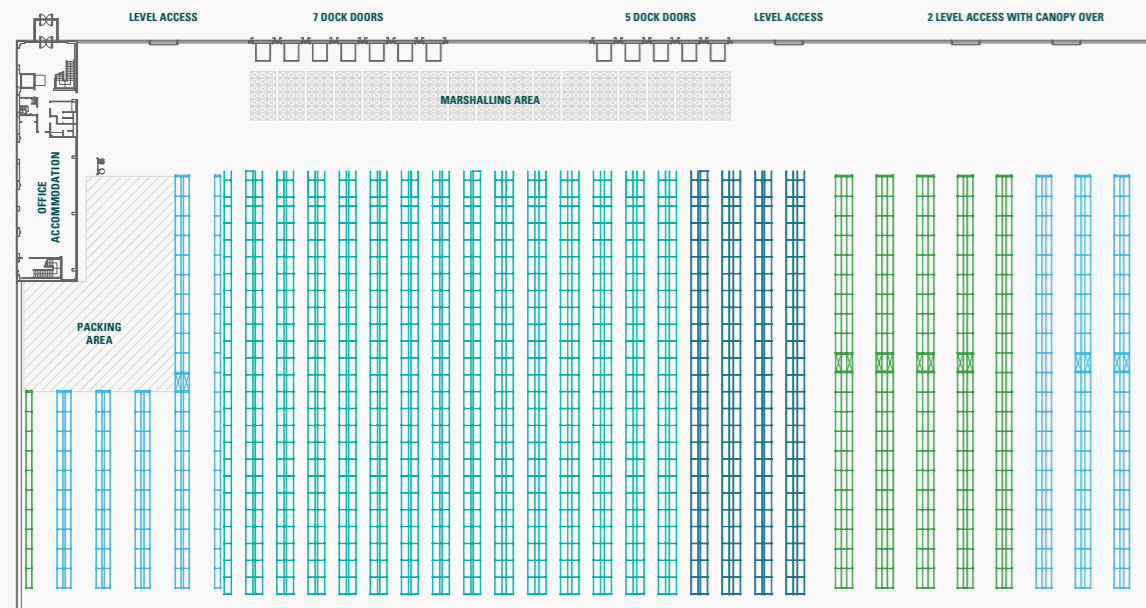 LEVEL ACCESS
7 DOCK DOORS
5 DOCK DOORS
LEVEL ACCESS
2 LEVEL ACCESS WITH CANOPY OVER
MARSHALLING AREA
OFFICE
ACCOMMODATION
PACKING
AREA